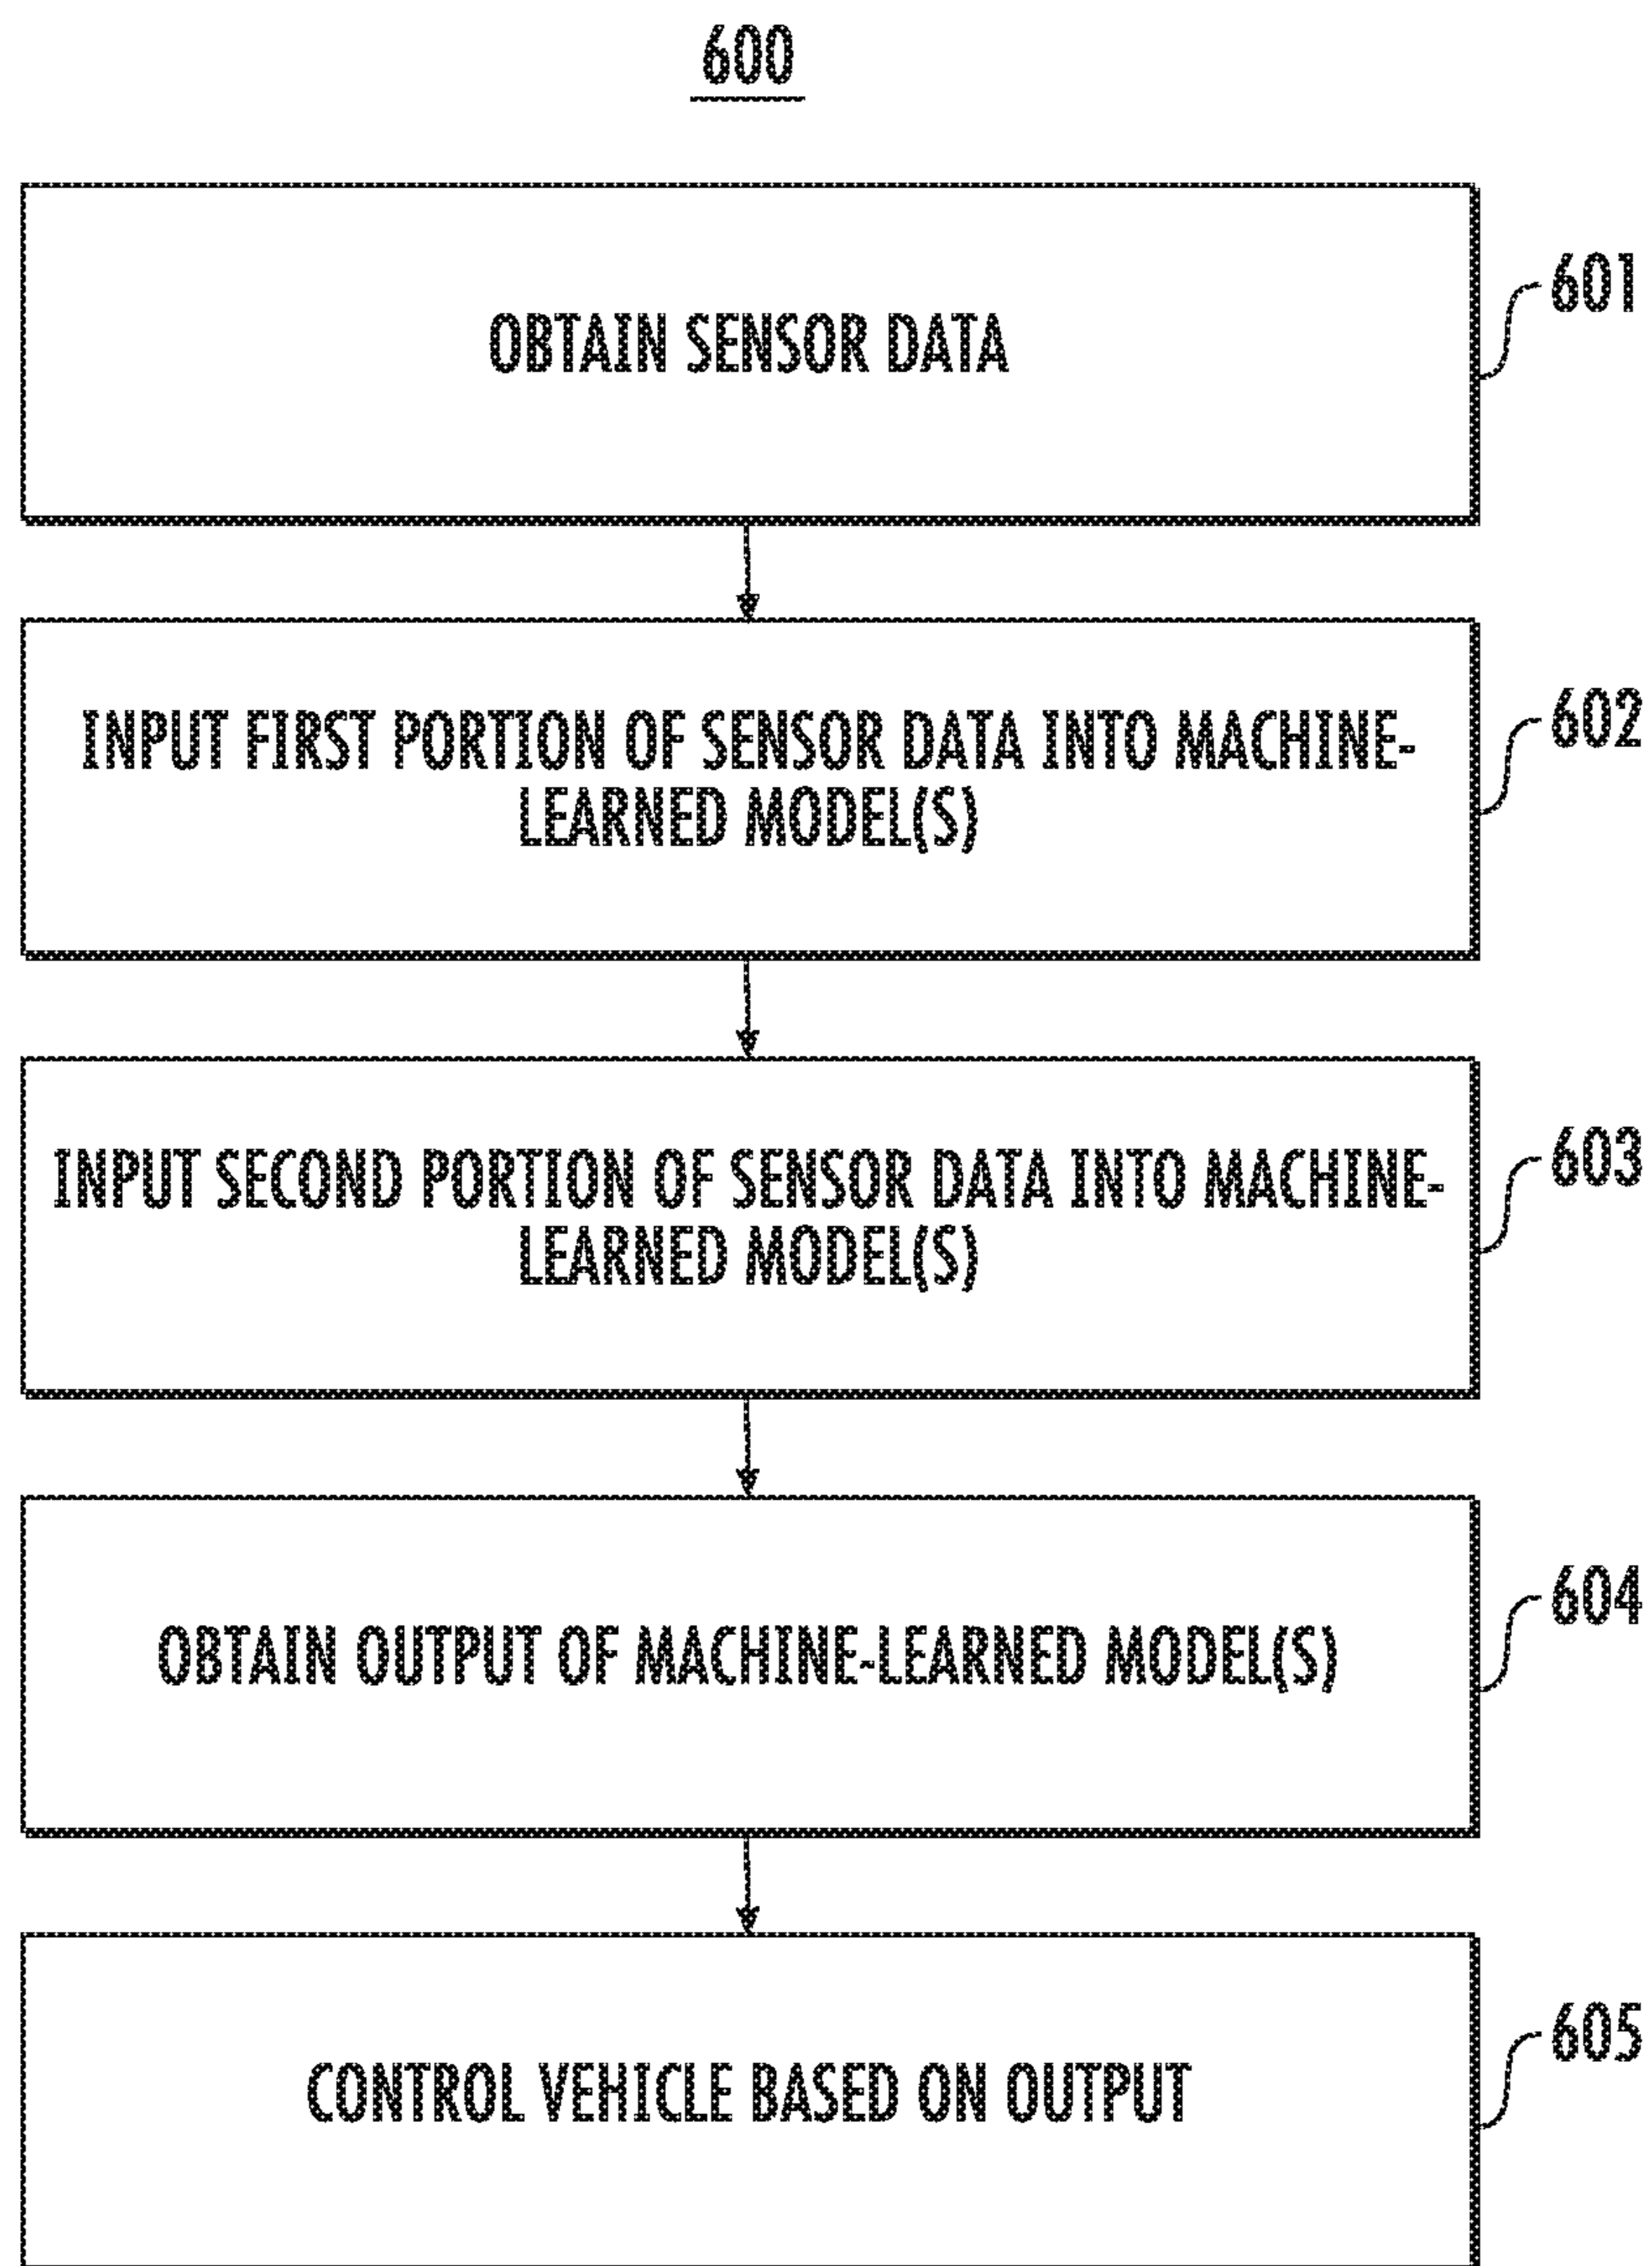 600
OBTAIN SENSOR DATA
601
INPUT FIRST PORTION OF SENSOR DATA INTO MACHINE-
LEARNED MODEL(S)
602
INPUT SECOND PORTION OF SENSOR DATA INTO MACHINE-
LEARNED MODEL(S)
603
OBTAIN OUTPUT OF MACHINE-LEARNED MODEL(S)
604
CONTROL VEHICLE BASED ON OUTPUT
605